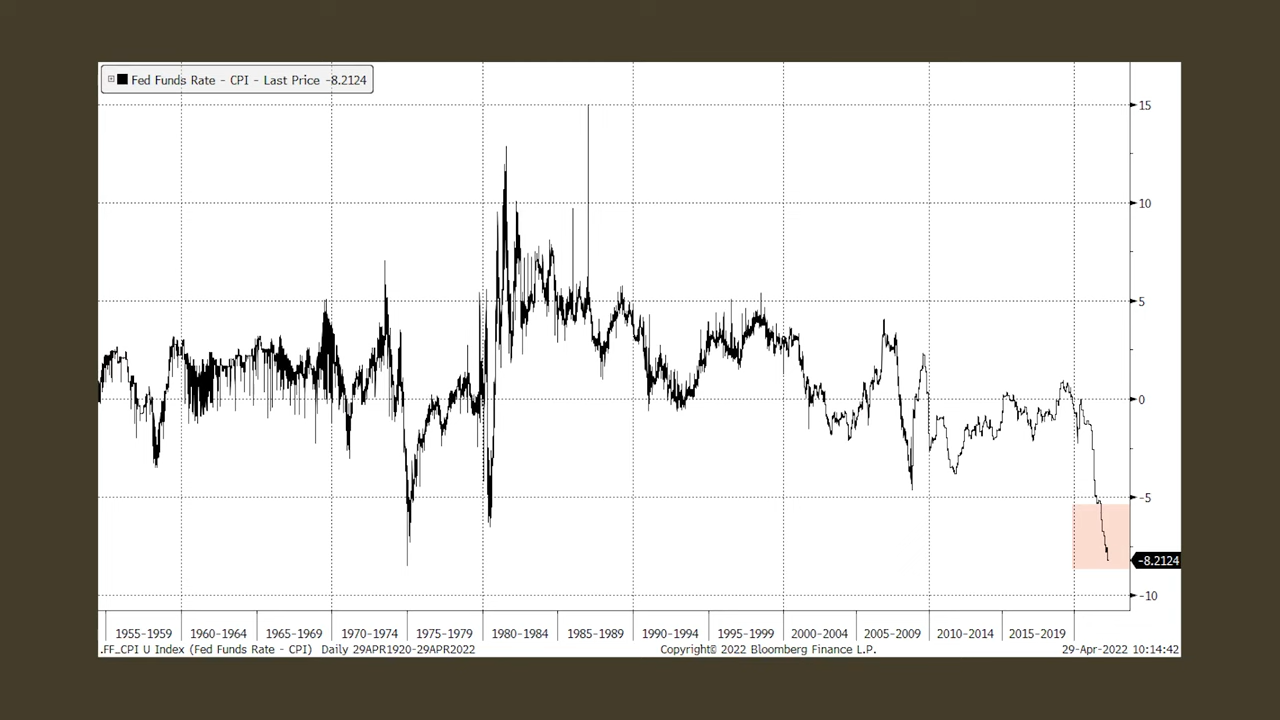 Fed Funds Rate - CPI - Last Price -8.2124
15
10
5
0
-5
-8.2124
-10
1955-1959 1960-1964 1965-1969 1970-1974 1975-1979 1980-1984 1985-1989 1990-1994 1995-1999 2000-2004 2005-2009 2010-2014 2015-2019
.FF_CPI U Index (Fed Funds Rate - CPI) Daily 29APR1920-29APR2022 Copyright© 2022 Bloomberg Finance L.P. 29-Apr-2022 10:14:42